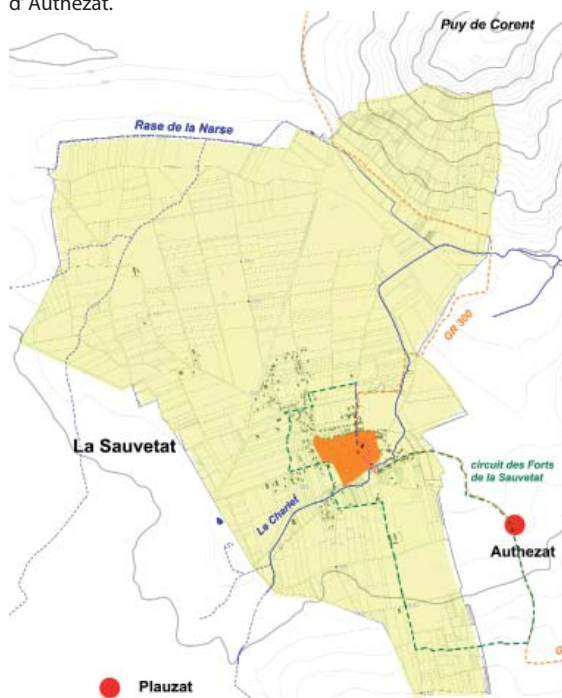 d'Authezat.
Puy de Corent
Rase de la Narse
GR 300
La Sauvetat
circuit des Forts
de la Sauvetat
Le Charlet
Authezat
G
Plauzat